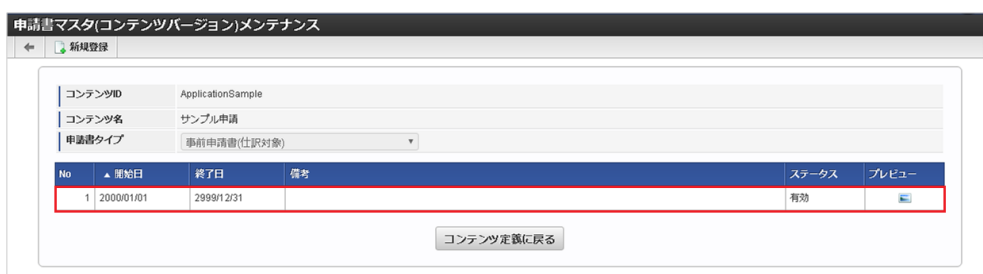 申請書マスタ(コンテンツバージョン)メンテナンス
新規登録
コンテンツID ApplicationSample
コンテンツ名 サンプル申請
申請書タイプ 事前申請書(仕訳対象) ▼
No ▲ 開始日 終了日 備考 ステータス プレビュー
1 2000/01/01 2999/12/31 有効
コンテンツ定義に戻る